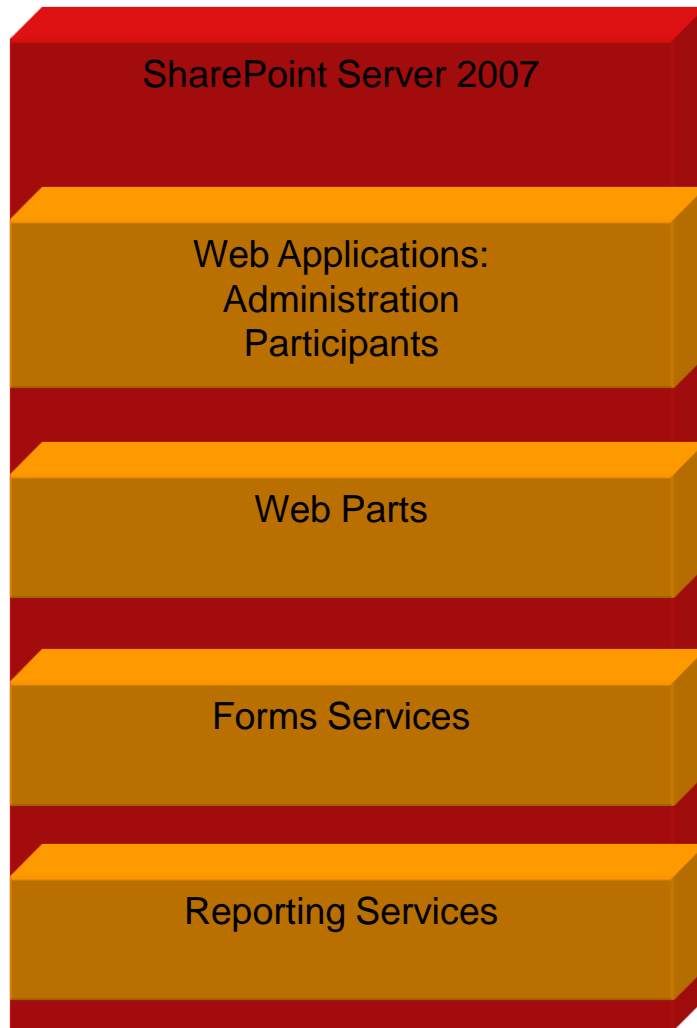 SharePoint Server 2007
Web Applications:
Administration
Participants
Web Parts
Forms Services
Reporting Services